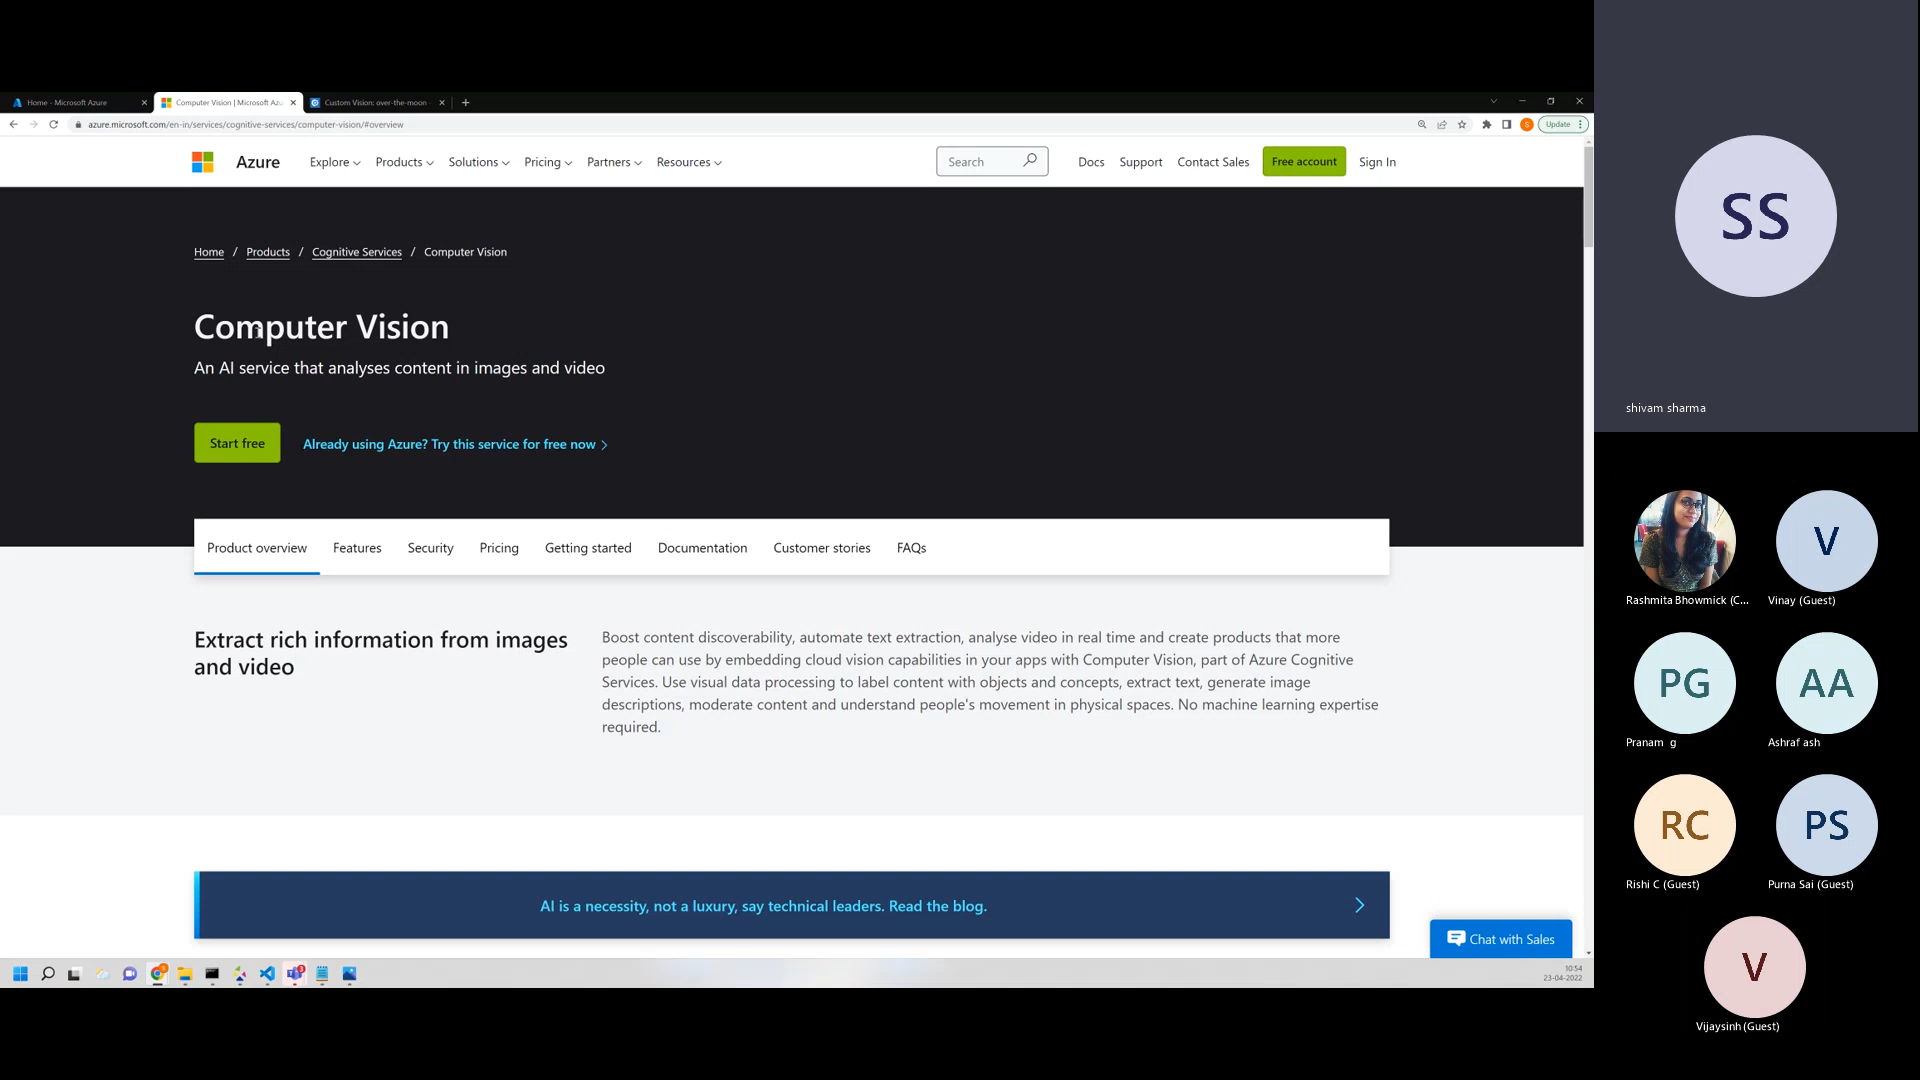 Home - Microsoft Azure
Computer Vision | Microsoft Azu
Custom Vision: over-the-moon -
azure.microsoft.com/en-in/services/cognitive-services/computer-vision/#overview
Update
Azure
Explore
Products
Solutions
Pricing
Partners
Resources
Search
Docs
Support
Contact Sales
Free account
Sign In
Home / Products / Cognitive Services / Computer Vision
Computer Vision
An AI service that analyses content in images and video
Start free
Already using Azure? Try this service for free now
Product overview
Features
Security
Pricing
Getting started
Documentation
Customer stories
FAQs
Extract rich information from images
and video
Boost content discoverability, automate text extraction, analyse video in real time and create products that more
people can use by embedding cloud vision capabilities in your apps with Computer Vision, part of Azure Cognitive
Services. Use visual data processing to label content with objects and concepts, extract text, generate image
descriptions, moderate content and understand people's movement in physical spaces. No machine learning expertise
required.
AI is a necessity, not a luxury, say technical leaders. Read the blog.
Chat with Sales
10:54
23-04-2022
SS
shivam sharma
Rashmita Bhowmick (C...
V
Vinay (Guest)
PG
Pranam g
AA
Ashraf ash
RC
Rishi C (Guest)
PS
Purna Sai (Guest)
V
Vijaysinh (Guest)